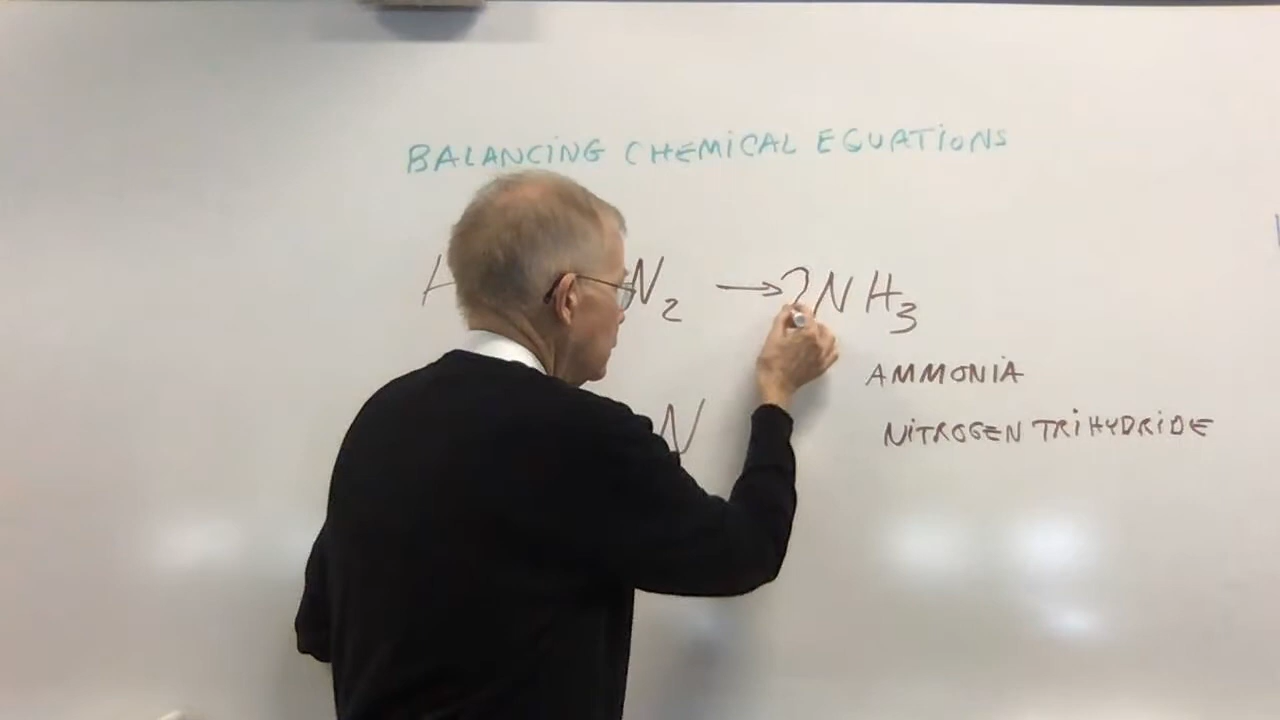 BALANCING CHEMICAL EQUATIONS
H N₂ → 2NH₃
AMMONIA
N
NITROGEN TRIHYDRIDE